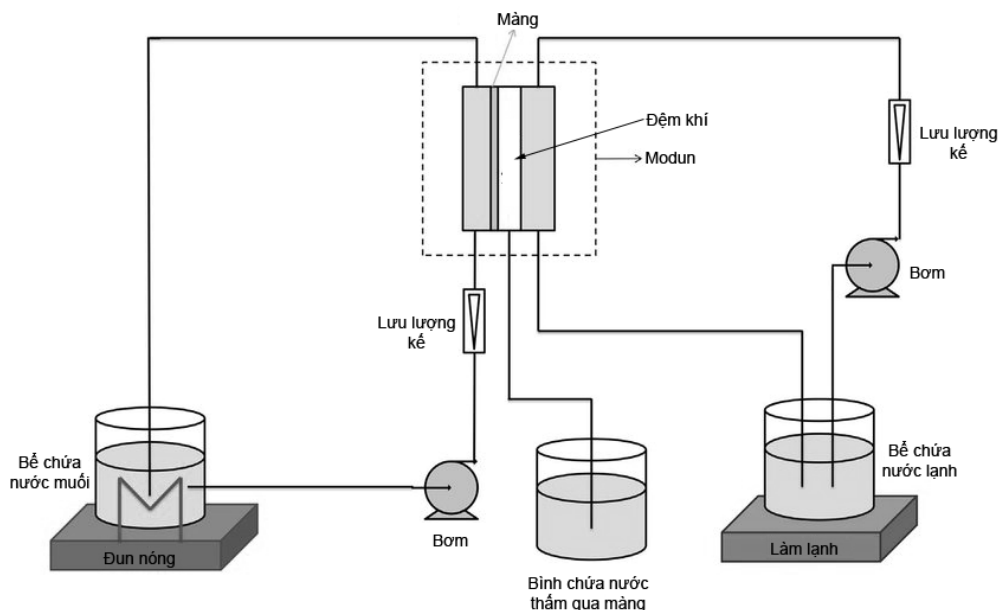 Màng
Đệm khí
Modun
Lưu lượng
kế
Bơm
Lưu lượng
kế
Bể chứa
nước muối
Bể chứa
nước lạnh
Bơm
Đun nóng
Làm lạnh
Bình chứa nước
thấm qua màng